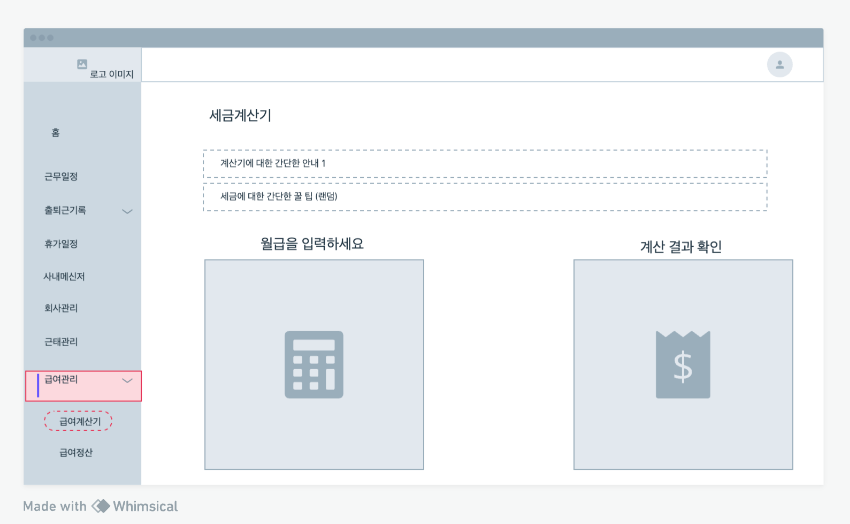 로고 이미지
홈
근무일정
출퇴근기록
휴가일정
사내메신저
회사관리
근태관리
급여관리
급여계산기
급여정산
세금계산기
계산기에 대한 간단한 안내 1
세금에 대한 간단한 꿀 팁 (랜덤)
월급을 입력하세요
계산 결과 확인
$
Made with Whimsical